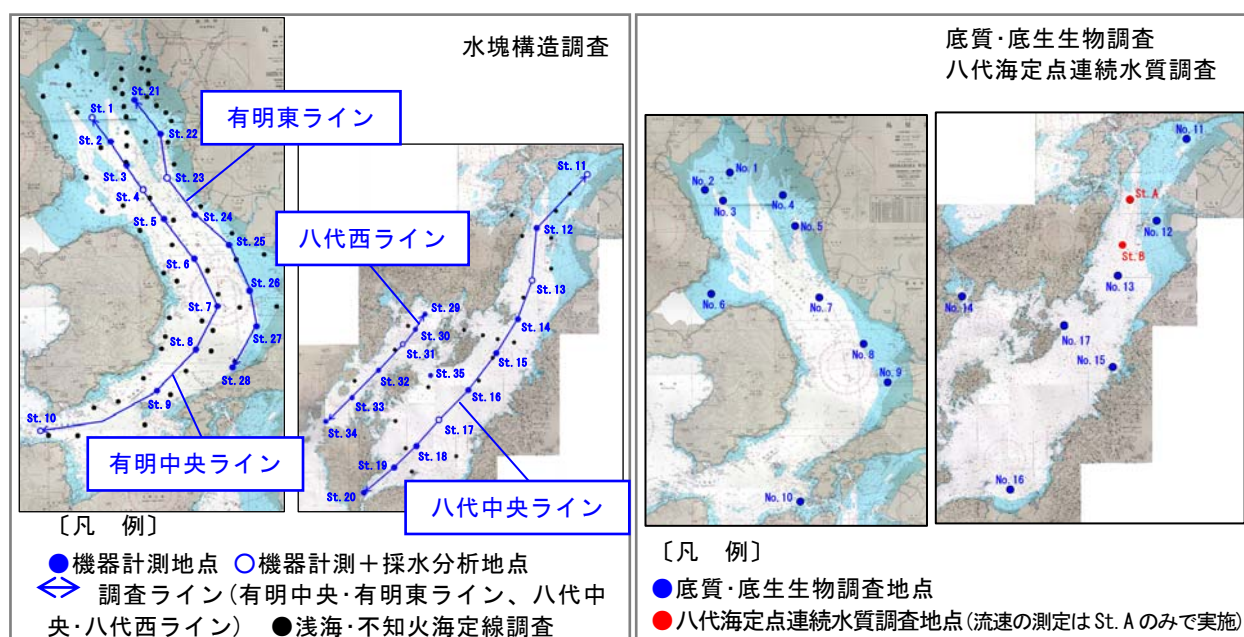 水塊構造調査
St. 1
St. 2
St. 3
St. 4
St. 5
St. 6
St. 7
St. 8
St. 9
St. 10
St. 21
St. 22
St. 23
St. 24
St. 25
St. 26
St. 27
St. 28
有明東ライン
有明中央ライン
St. 11
St. 12
St. 13
St. 14
St. 15
St. 16
St. 17
St. 18
St. 19
St. 20
St. 29
St. 30
St. 31
St. 32
St. 33
St. 34
St. 35
八代西ライン
八代中央ライン
〔凡 例〕
●機器計測地点 ○機器計測+採水分析地点
調査ライン(有明中央・有明東ライン、八代中
央・八代西ライン) ●浅海・不知火海定線調査
底質・底生生物調査
八代海定点連続水質調査
No. 1
No. 2
No. 3
No. 4
No. 5
No. 6
No. 7
No. 8
No. 9
No. 10
No. 11
St. A
No. 12
St. B
No. 13
No. 14
No. 17
No. 15
No. 16
〔凡 例〕
●底質・底生生物調査地点
●八代海定点連続水質調査地点(流速の測定は St. A のみで実施)